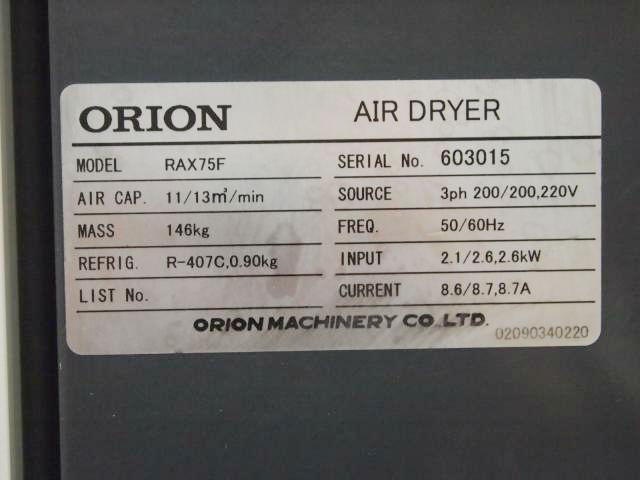 ORION AIR DRYER
MODEL RAX75F SERIAL No. 603015
AIR CAP. 11/13㎥/min SOURCE 3ph 200/200,220V
MASS 146kg FREQ. 50/60Hz
REFRIG. R-407C,0.90kg INPUT 2.1/2.6,2.6kW
LIST No. CURRENT 8.6/8.7,8.7A
ORION MACHINERY CO.,LTD.
02090340220